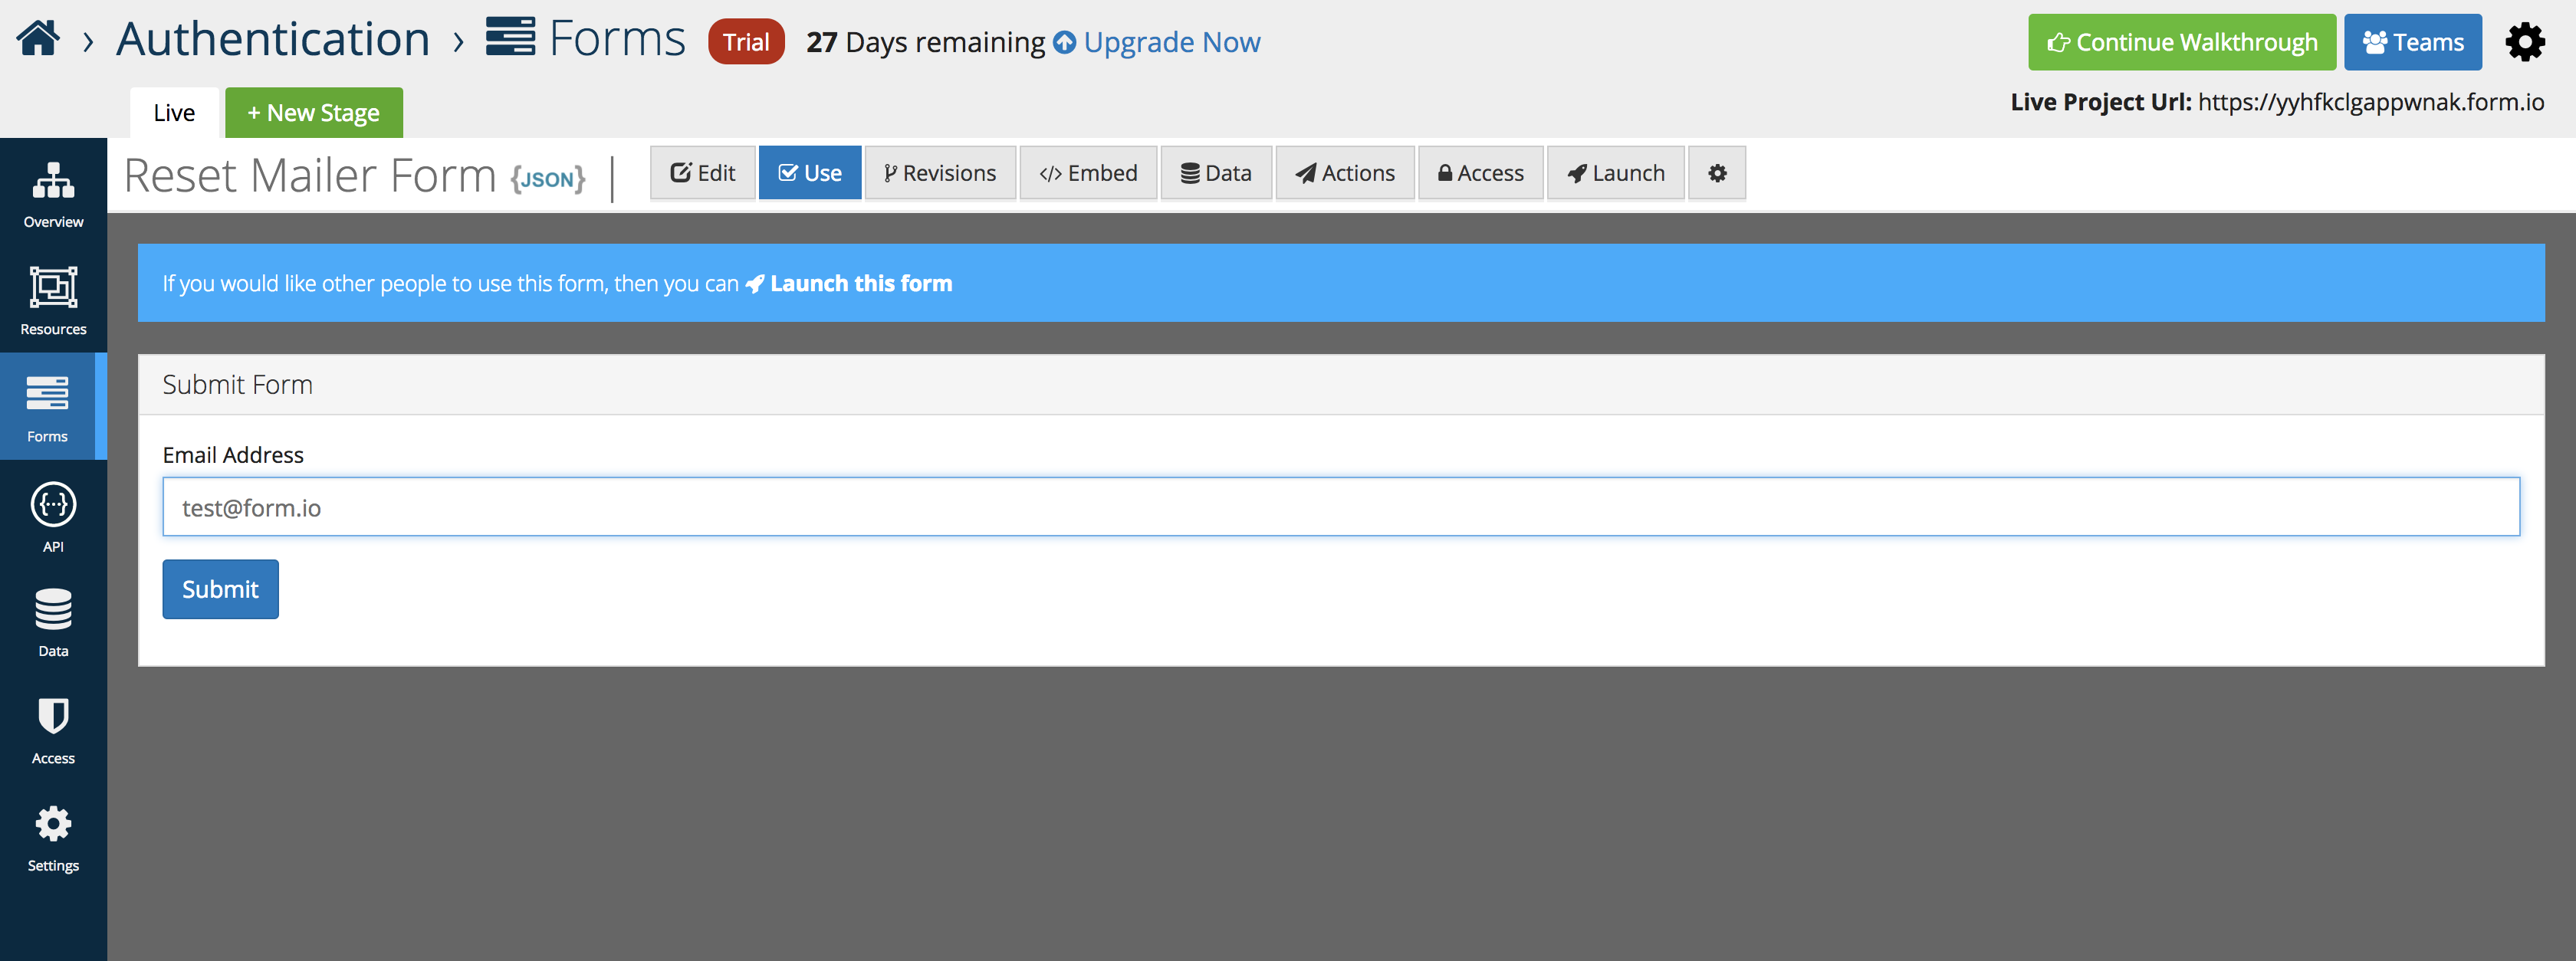 Authentication › Forms Trial 27 Days remaining Upgrade Now
Continue Walkthrough Teams
Live + New Stage
Live Project Url: https://yyhfkclgappwnak.form.io
Reset Mailer Form {JSON} | Edit Use Revisions </> Embed Data Actions Access Launch
Overview
Resources
Forms
API
Data
Access
Settings
If you would like other people to use this form, then you can Launch this form
Submit Form
Email Address
test@form.io
Submit